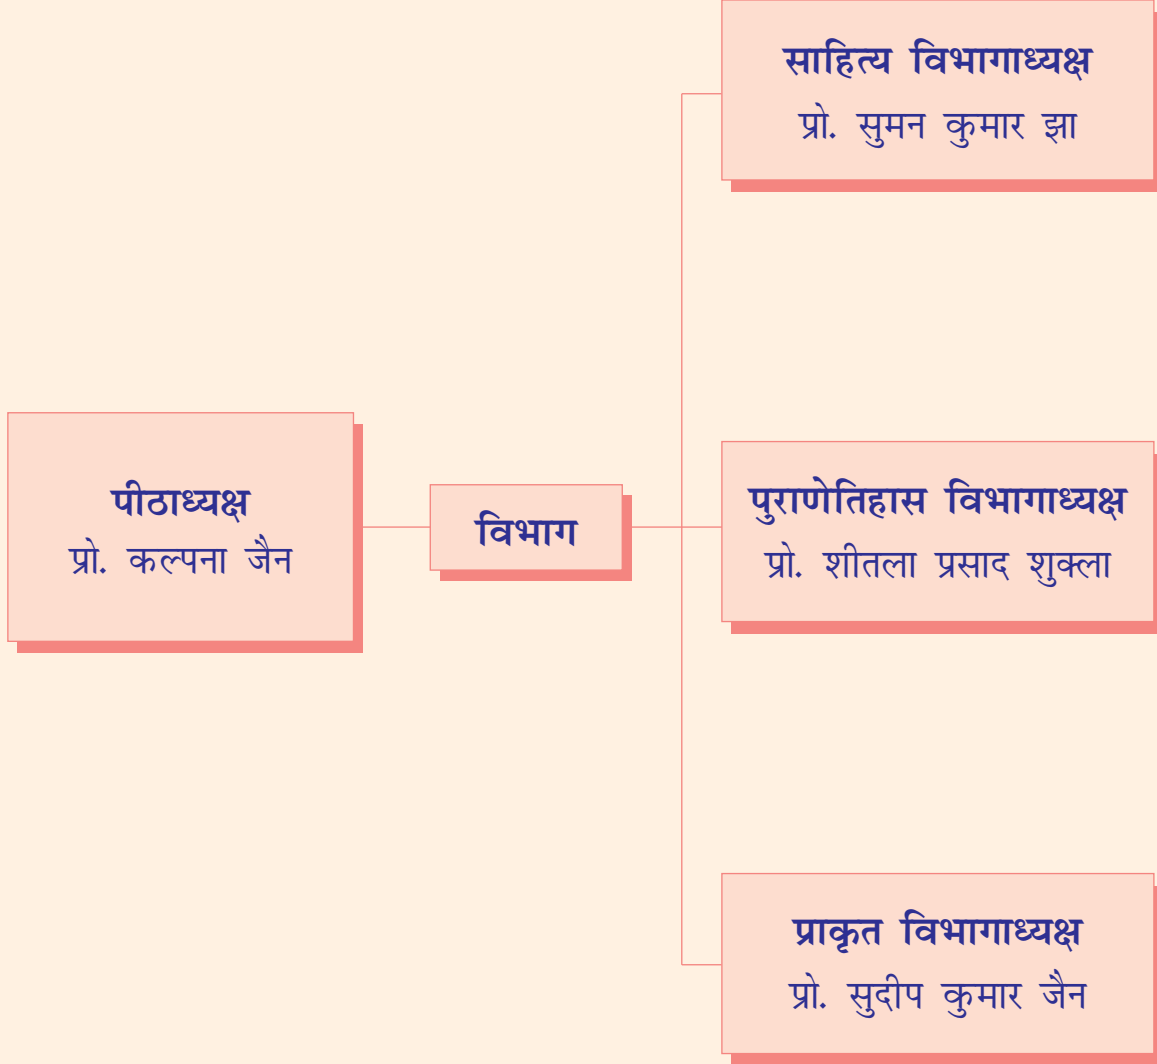 साहित्य विभागाध्यक्ष
प्रो. सुमन कुमार झा
पीठाध्यक्ष
प्रो. कल्पना जैन
विभाग
पुराणेतिहास विभागाध्यक्ष
प्रो. शीतला प्रसाद शुक्ला
प्राकृत विभागाध्यक्ष
प्रो. सुदीप कुमार जैन